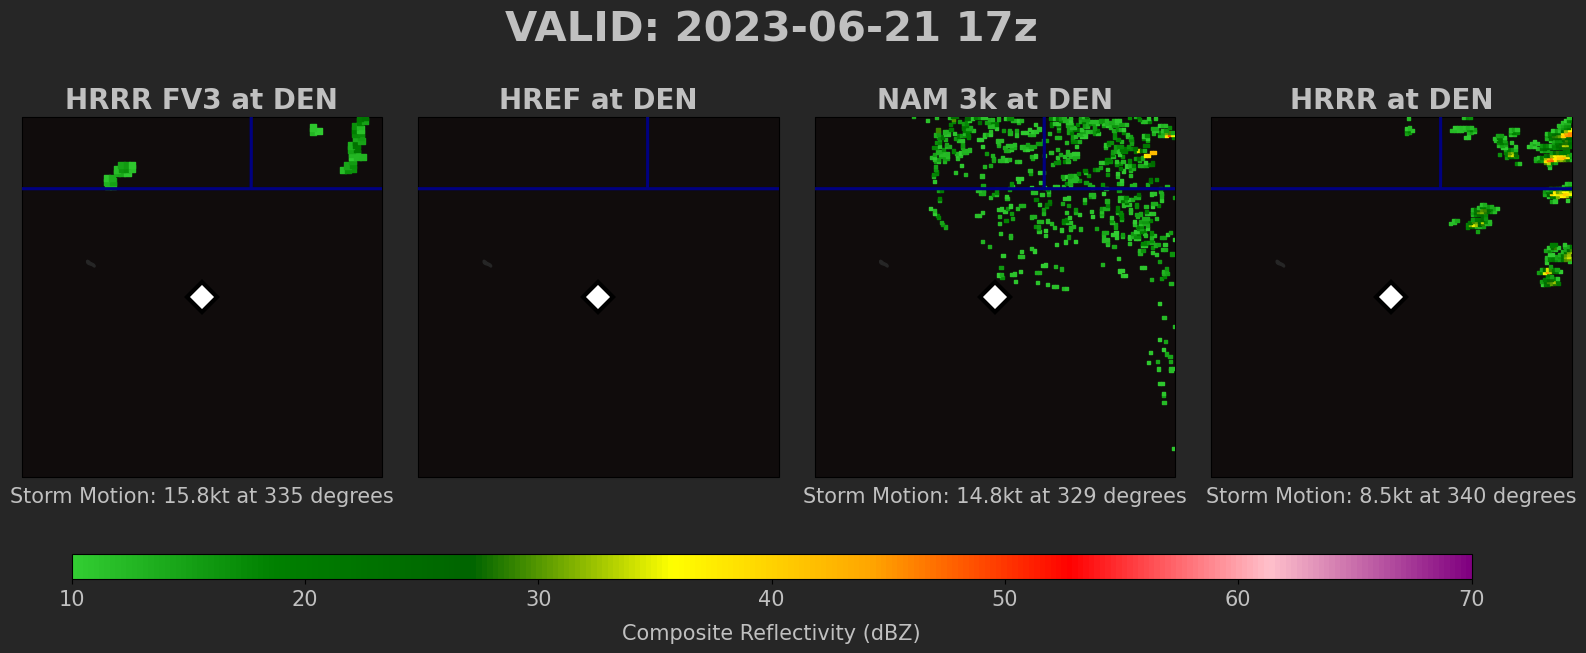 VALID: 2023-06-21 17z
HRRR FV3 at DEN
HREF at DEN
NAM 3k at DEN
HRRR at DEN
Storm Motion: 15.8kt at 335 degrees
Storm Motion: 14.8kt at 329 degrees
Storm Motion: 8.5kt at 340 degrees
10 20 30 40 50 60 70
Composite Reflectivity (dBZ)